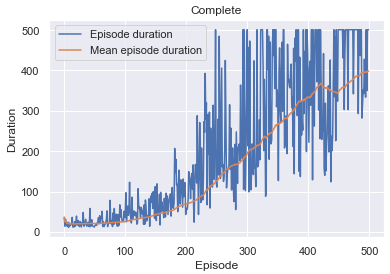 Complete
Episode duration
Mean episode duration
500
400
300
200
100
0
Duration
0 100 200 300 400 500
Episode